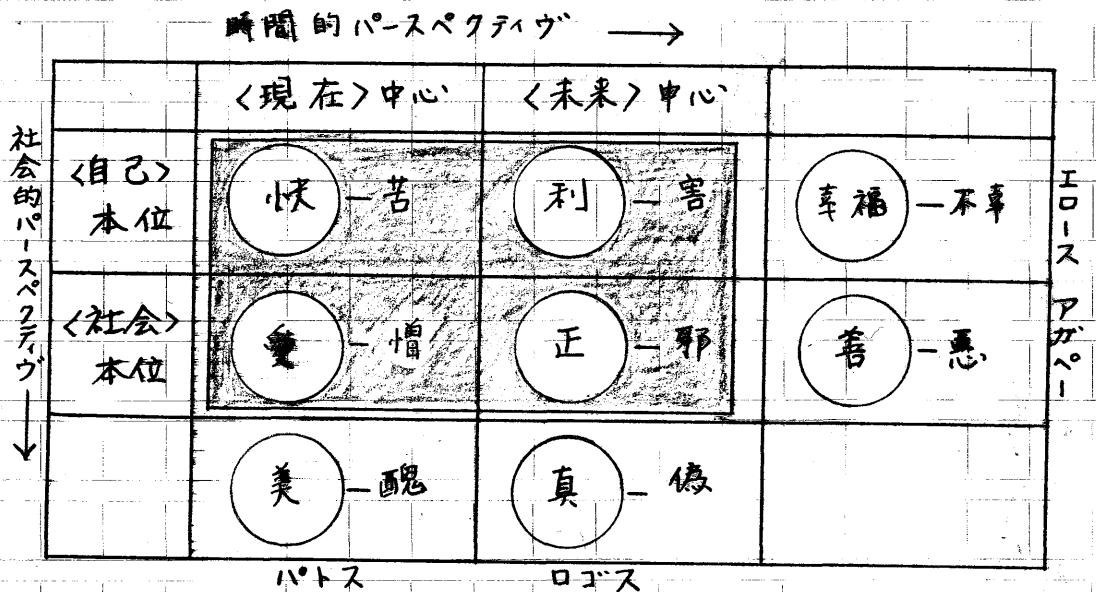 時間的パースペクティヴ →
<現在>中心 <未来>中心
社会的パースペクティヴ →
<自己>本位
快 — 苦
利 — 害
幸福 — 不幸
エロース
<社会>本位
愛 — 憎
正 — 邪
善 — 悪
アガペー
美 — 醜
真 — 偽
パトス
ロゴス